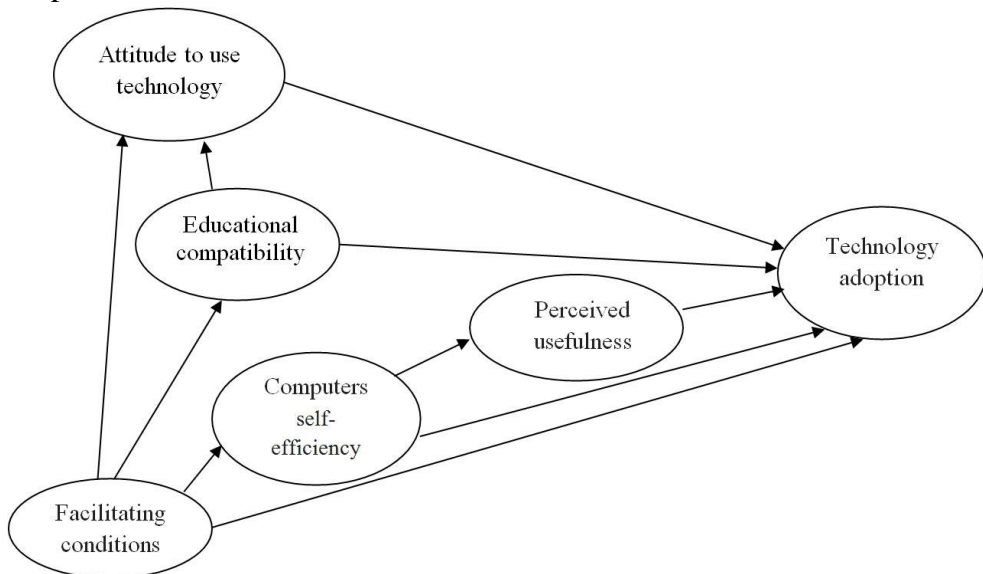 Attitude to use
technology
Educational
compatibility
Technology
adoption
Perceived
usefulness
Computers
self-
efficiency
Facilitating
conditions